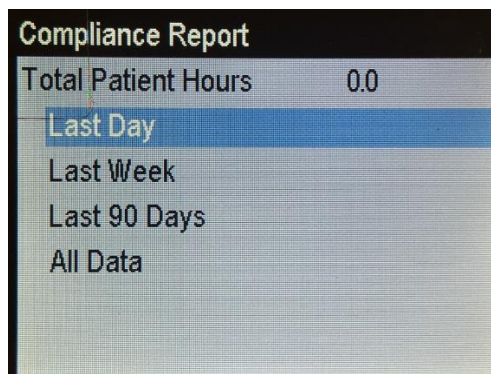 Compliance Report
Total Patient Hours 0.0
Last Day
Last Week
Last 90 Days
All Data